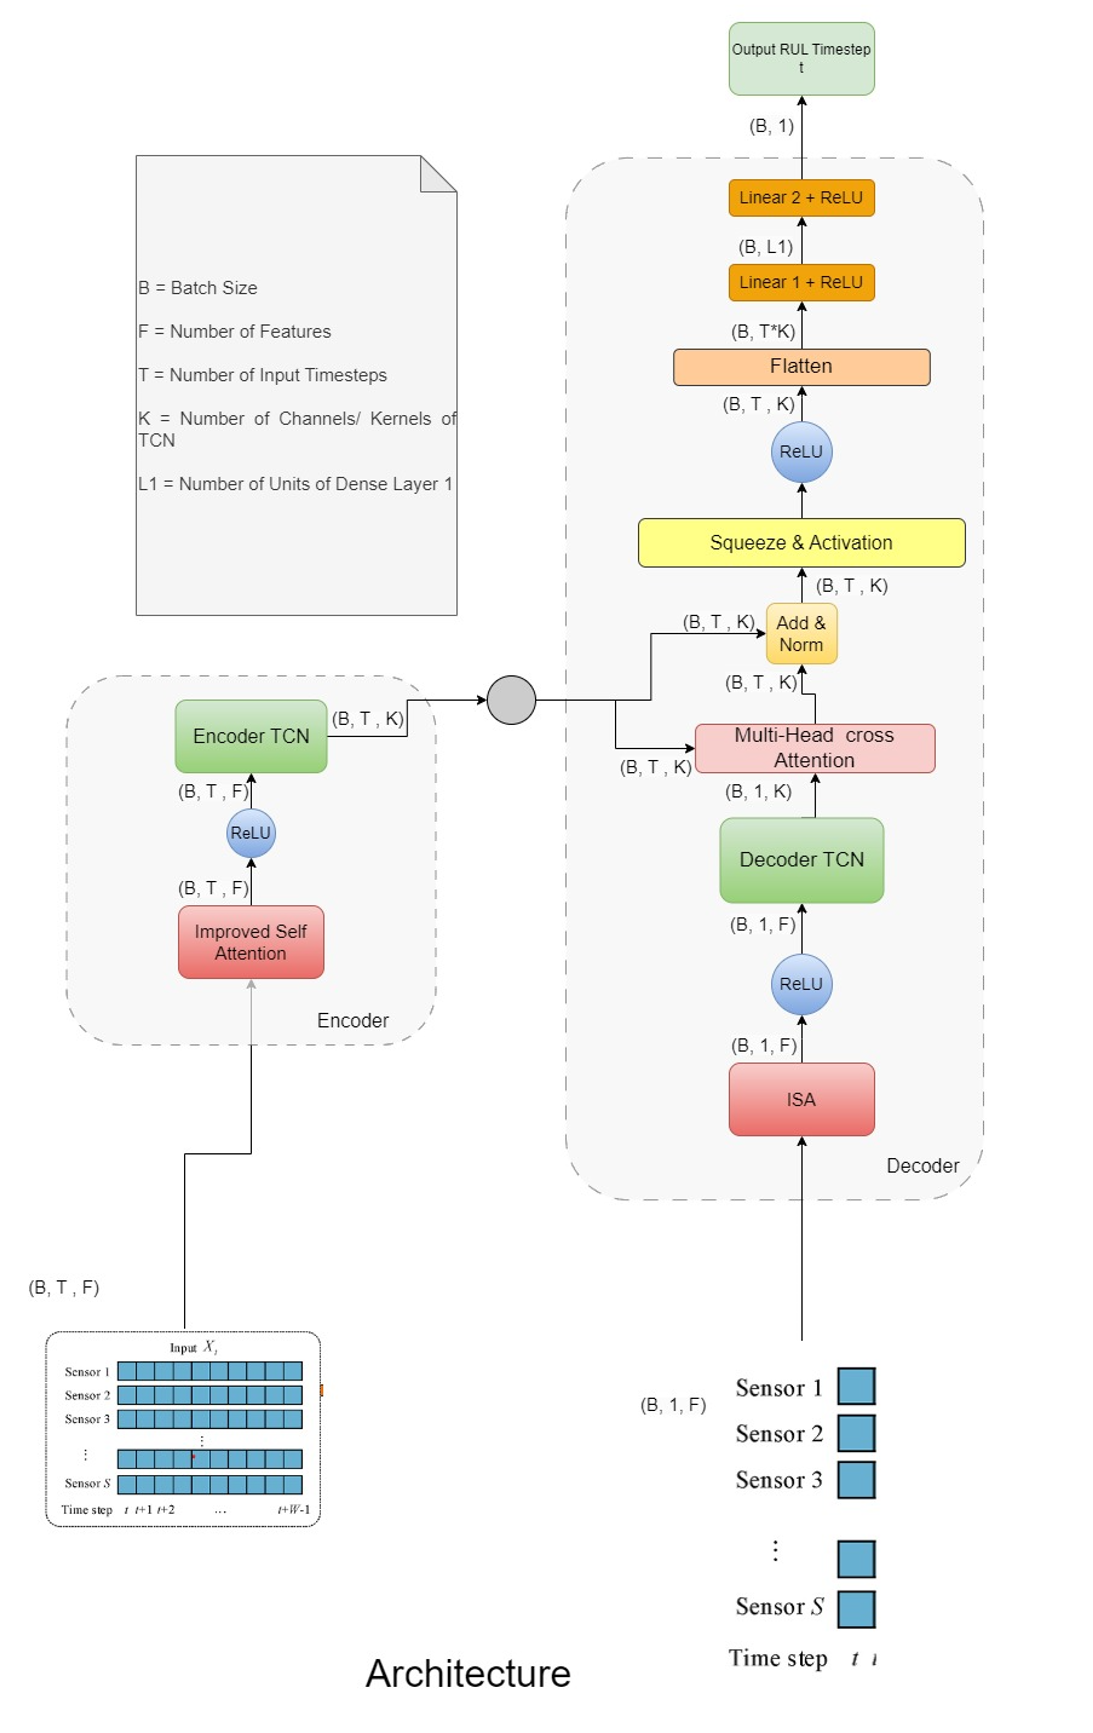 Output RUL Timestep
t
(B, 1)
Linear 2 + ReLU
(B, L1)
Linear 1 + ReLU
(B, T*K)
Flatten
(B, T , K)
ReLU
Squeeze & Activation
(B, T , K)
(B, T , K)
Add &
Norm
(B, T , K)
Multi-Head cross
Attention
(B, T , K)
(B, 1, K)
Decoder TCN
(B, 1, F)
ReLU
(B, 1, F)
ISA
Decoder
B = Batch Size
F = Number of Features
T = Number of Input Timesteps
K = Number of Channels/ Kernels of
TCN
L1 = Number of Units of Dense Layer 1
Encoder TCN
(B, T , K)
(B, T , F)
ReLU
(B, T , F)
Improved Self
Attention
Encoder
(B, T , F)
Input X_t
Sensor 1
Sensor 2
Sensor 3
⋮
⋮
Sensor S
Time step t t+1 t+2 ... t+W-1
(B, 1, F)
Sensor 1
Sensor 2
Sensor 3
⋮
Sensor S
Time step t
Architecture